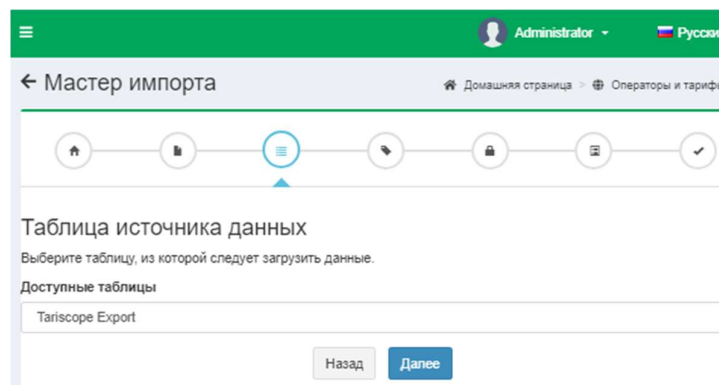 Administrator
Русски
Мастер импорта
Домашняя страница > Операторы и тарифы
Таблица источника данных
Выберите таблицу, из которой следует загрузить данные.
Доступные таблицы
Tariscope Export
Назад Далее